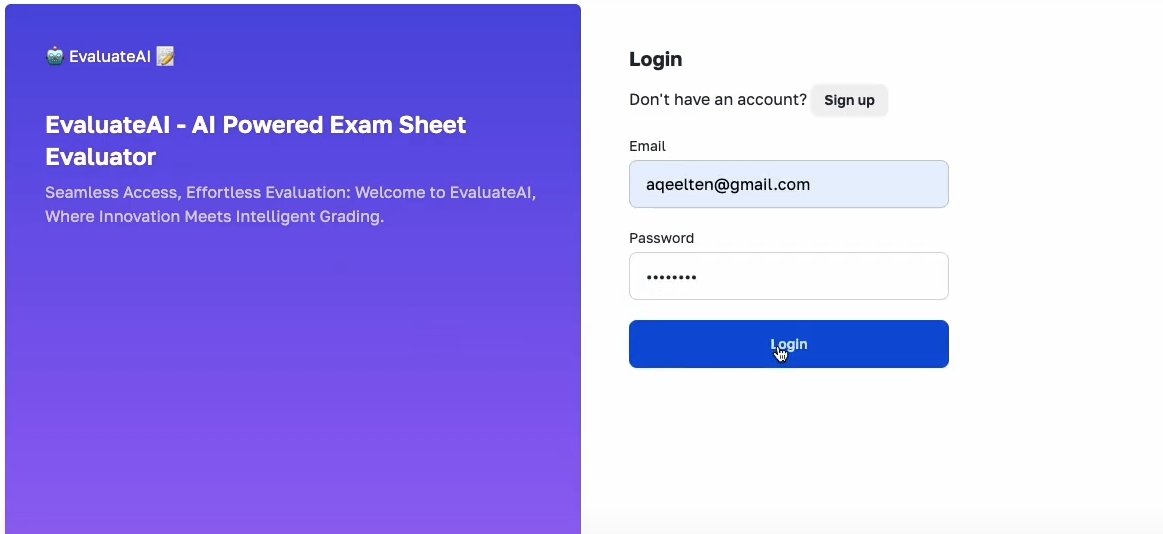 🤖 EvaluateAI 📝
EvaluateAI - AI Powered Exam Sheet
Evaluator
Seamless Access, Effortless Evaluation: Welcome to EvaluateAI,
Where Innovation Meets Intelligent Grading.
Login
Don't have an account? Sign up
Email
aqeelten@gmail.com
Password
••••••••
Login